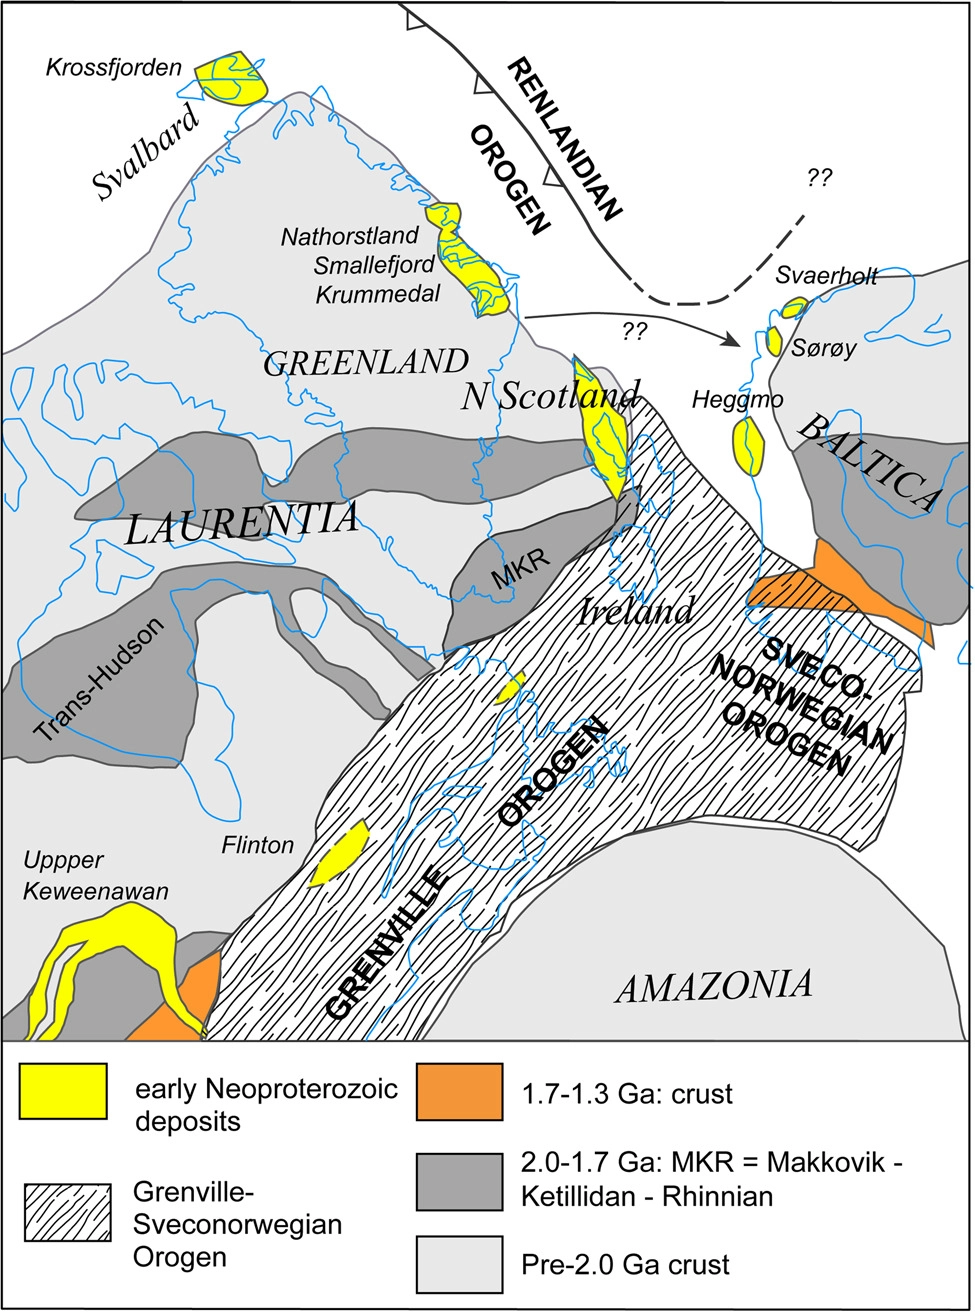 Krossfjorden
Svalbard
RENLANDIAN
OROGEN
??
Nathorstland
Smallefjord
Krummedal
Svaerholt
??
Sørøy
GREENLAND
N Scotland
Heggmo
BALTICA
LAURENTIA
MKR
Ireland
Trans-Hudson
SVECO-
NORWEGIAN
OROGEN
OROGEN
Flinton
Uppper
Keweenawan
GRENVILLE
AMAZONIA
early Neoproterozoic
deposits
1.7-1.3 Ga: crust
Grenville-
Sveconorwegian
Orogen
2.0-1.7 Ga: MKR = Makkovik -
Ketillidan - Rhinnian
Pre-2.0 Ga crust